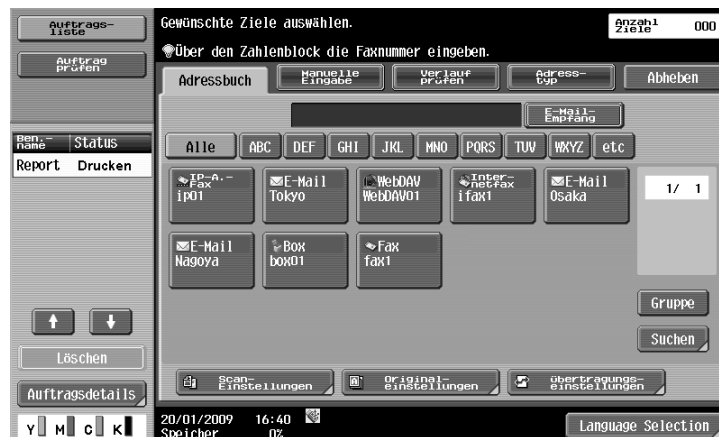 Auftrags-
liste
Auftrag
prüfen
Ben.-
name
Status
Report
Drucken
Löschen
Auftragsdetails
Y M C K
Gewünschte Ziele auswählen.
Anzahl
Ziele
000
Über den Zahlenblock die Faxnummer eingeben.
Adressbuch
Manuelle
Eingabe
Verlauf
prüfen
Adress-
typ
Abheben
E-Mail-
Empfang
Alle
ABC
DEF
GHI
JKL
MNO
PQRS
TUV
WXYZ
etc
IP-A.-
Fax
ip01
E-Mail
Tokyo
WebDAV
WebDAV01
Inter-
netfax
ifax1
E-Mail
Osaka
1/ 1
E-Mail
Nagoya
Box
box01
Fax
fax1
Gruppe
Suchen
Scan-
Einstellungen
Original-
einstellungen
übertragungs-
einstellungen
20/01/2009 16:40
Speicher 0%
Language Selection